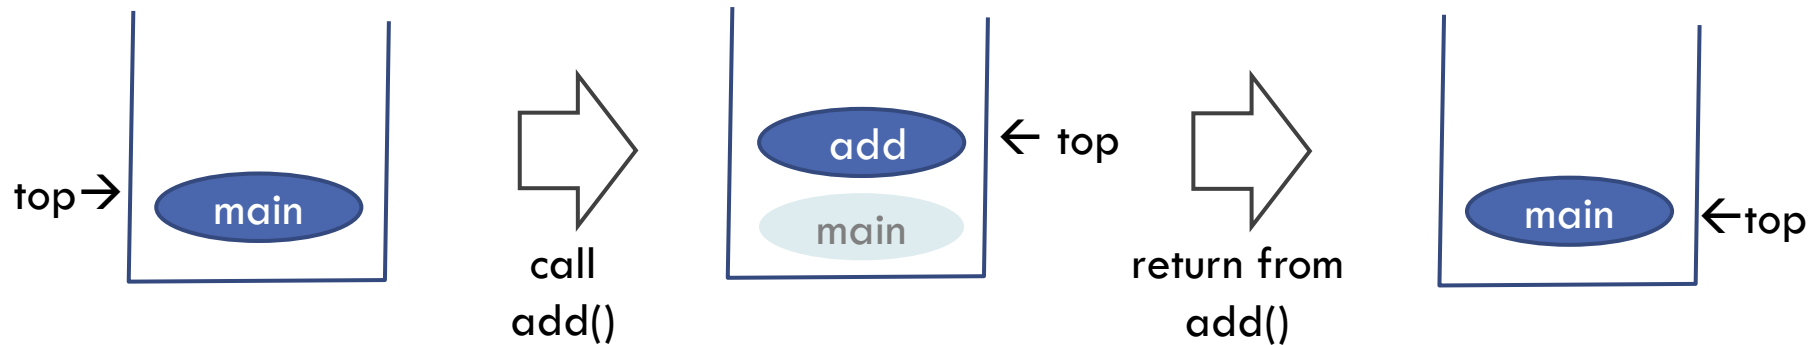 top→
main
call
add()
add
main
← top
return from
add()
main
←top